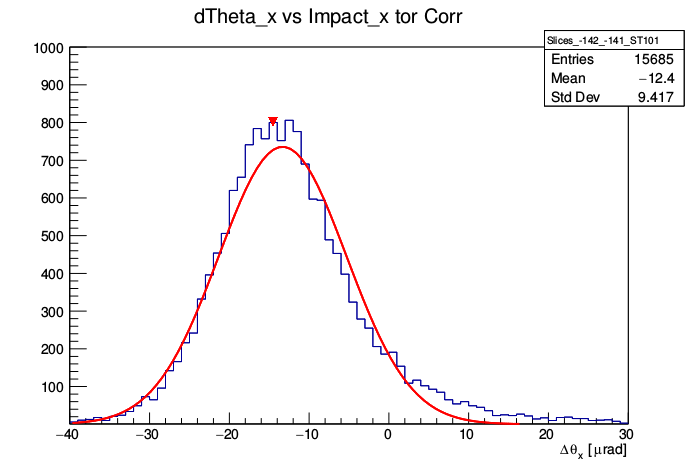 dTheta_x vs Impact_x tor Corr
Slices_-142_-141_ST101
Entries 15685
Mean −12.4
Std Dev 9.417
1000
900
800
700
600
500
400
300
200
100
−40 −30 −20 −10 0 10 20 30
Δθx [μrad]